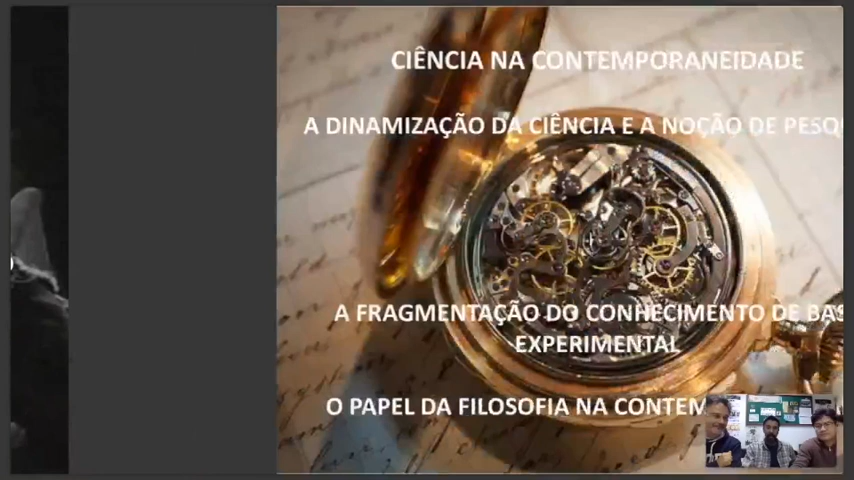 CIÊNCIA NA CONTEMPORANEIDADE
A DINAMIZAÇÃO DA CIÊNCIA E A NOÇÃO DE
A FRAGMENTAÇÃO DO CONHECIMENTO DE
EXPERIMENTAL
O PAPEL DA FILOSOFIA NA